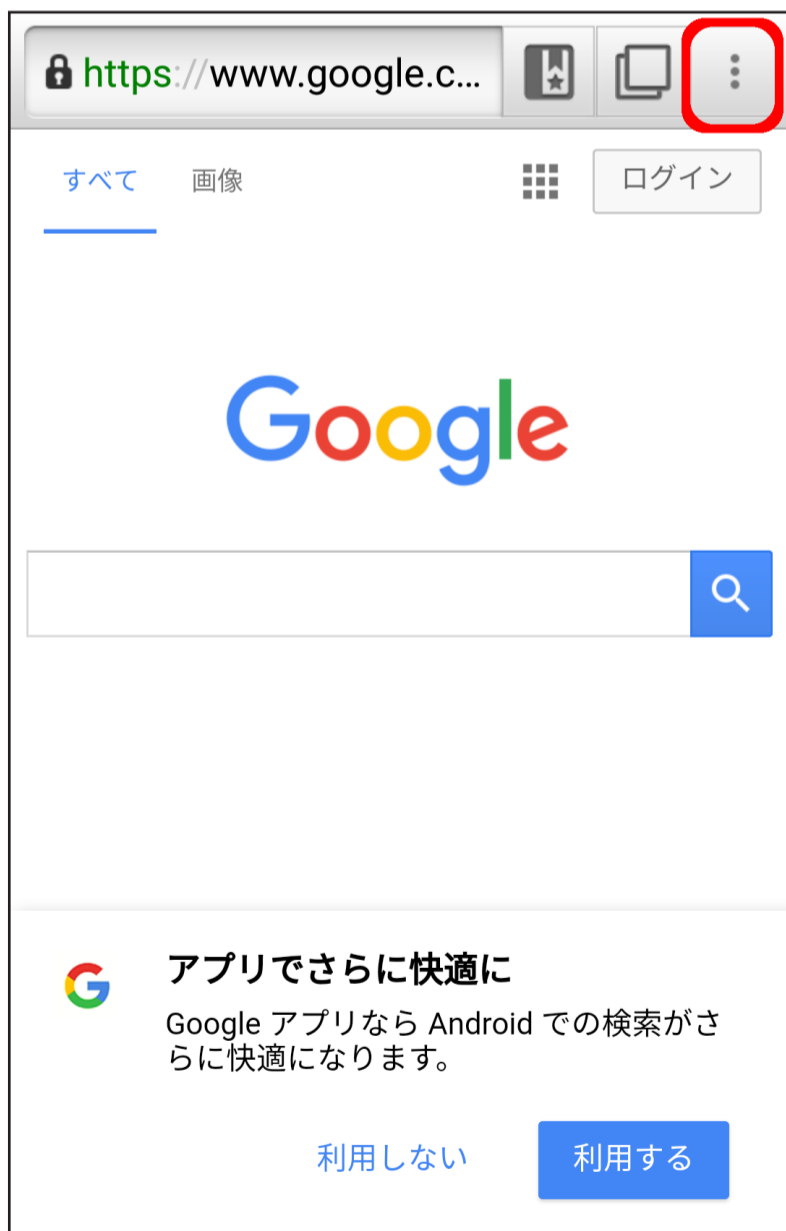 https://www.google.c...
すべて 画像 ログイン
Google
アプリでさらに快適に
Google アプリなら Android での検索がさ
らに快適になります。
利用しない 利用する